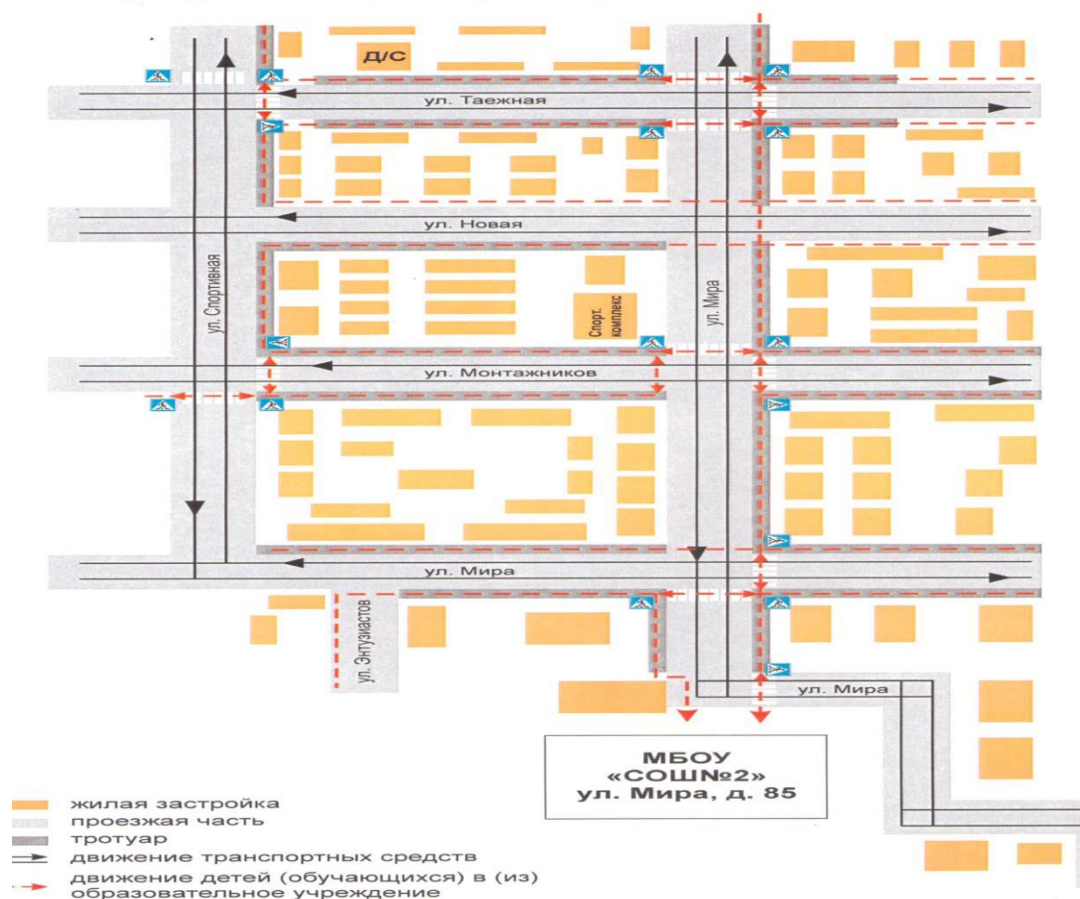 Д/С
ул. Таежная
ул. Новая
ул. Спортивная
ул. Мира
Спорт.
комплекс
ул. Монтажников
ул. Мира
ул. Энтузиастов
ул. Мира
МБОУ
«СОШ№2»
ул. Мира, д. 85
жилая застройка
проезжая часть
тротуар
движение транспортных средств
движение детей (обучающихся) в (из)
образовательное учреждение